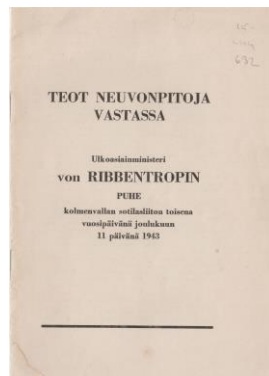 TEOT NEUVONPITOJA
VASTASSA
Ulkoasiainministeri
von RIBBENTROPIN
PUHE
kolmenvallan sotilasliiton toisena
vuosipäivänä joulukuun
11 päivänä 1943